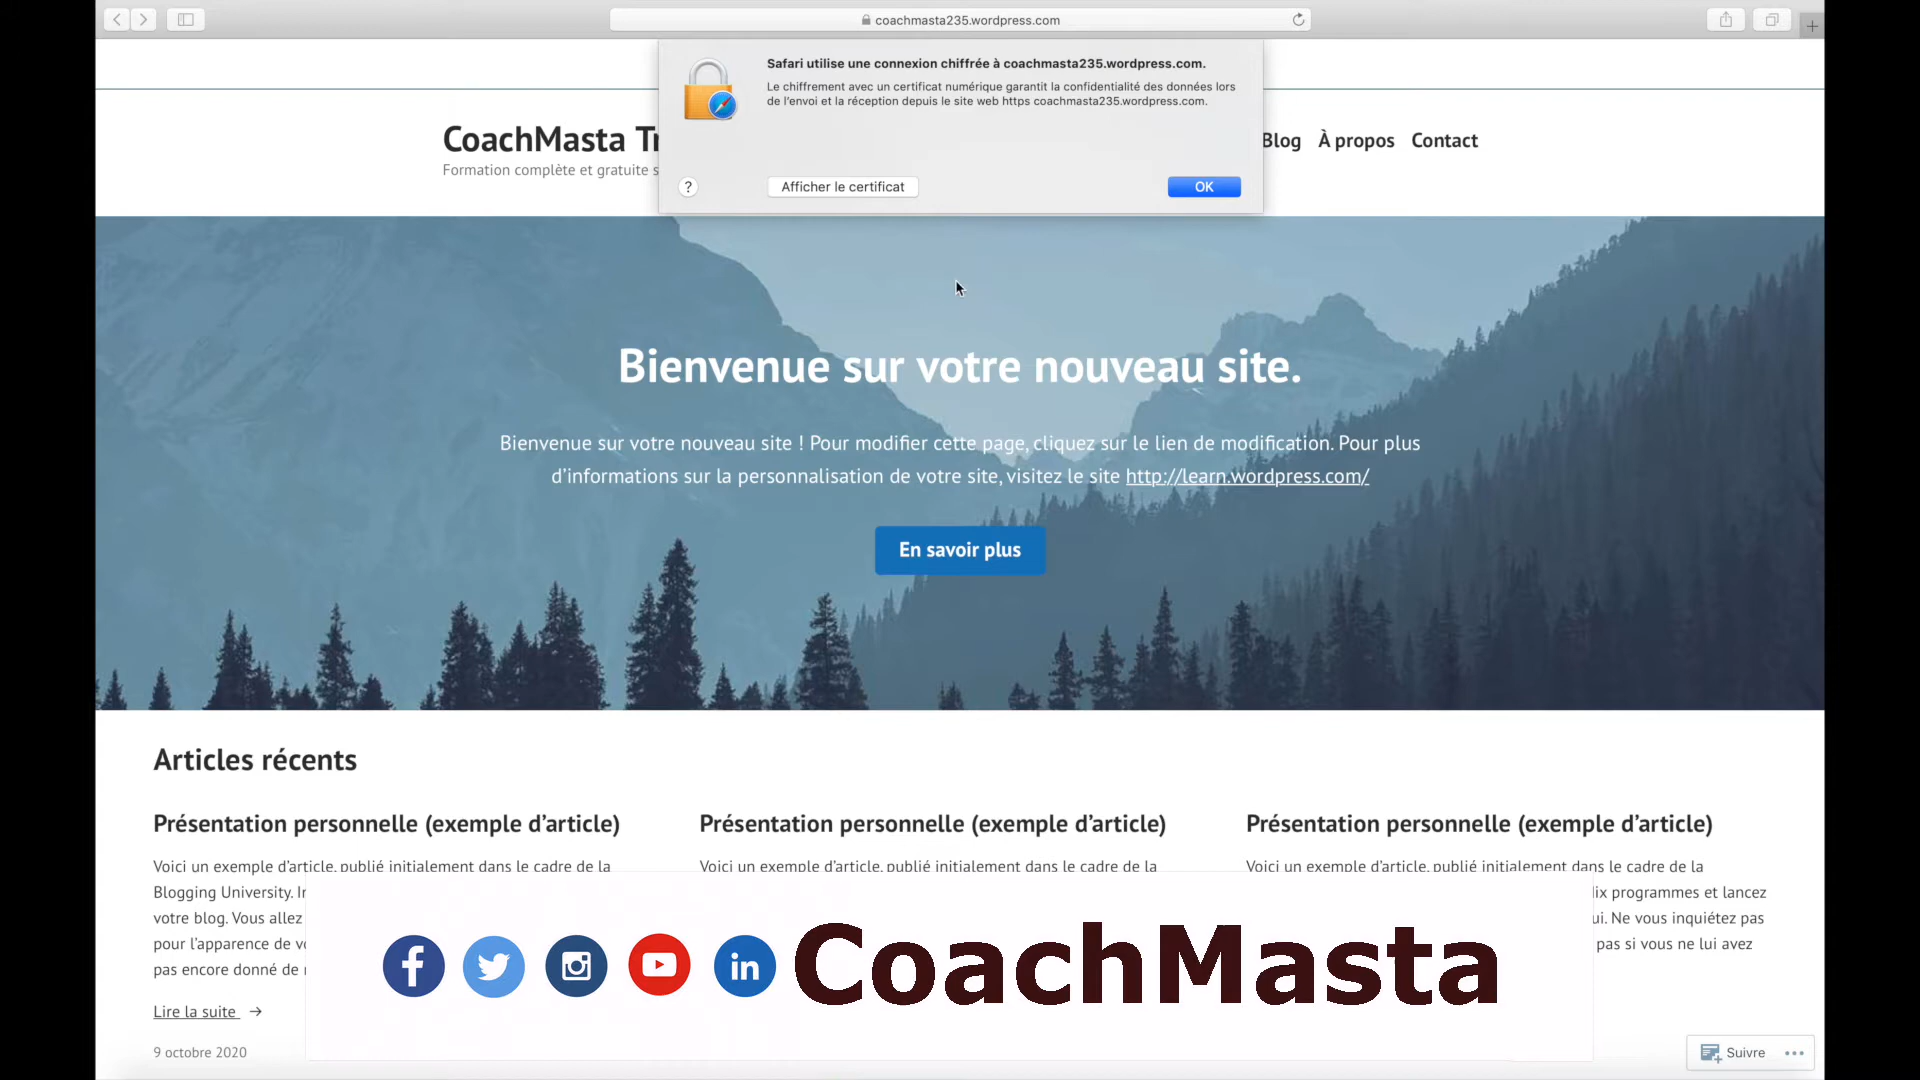 coachmasta235.wordpress.com
Safari utilise une connexion chiffrée à coachmasta235.wordpress.com.
Le chiffrement avec un certificat numérique garantit la confidentialité des données lors
de l'envoi et la réception depuis le site web https coachmasta235.wordpress.com.
?
Afficher le certificat
OK
CoachMasta
Formation complète et gratuite
Blog À propos Contact
Bienvenue sur votre nouveau site.
Bienvenue sur votre nouveau site ! Pour modifier cette page, cliquez sur le lien de modification. Pour plus
d'informations sur la personnalisation de votre site, visitez le site http://learn.wordpress.com/
En savoir plus
Articles récents
Présentation personnelle (exemple d'article)
Voici un exemple d'article, publié initialement dans le cadre de la
Blogging University.
votre blog. Vous allez
pour l'apparence de
pas encore donné de
Lire la suite →
9 octobre 2020
Présentation personnelle (exemple d'article)
Voici un exemple d'article, publié initialement dans le cadre de la
Présentation personnelle (exemple d'article)
Voici un exemple d'article, publié initialement dans le cadre de la
programmes et lancez
Ne vous inquiétez pas
pas si vous ne lui avez
CoachMasta
Suivre